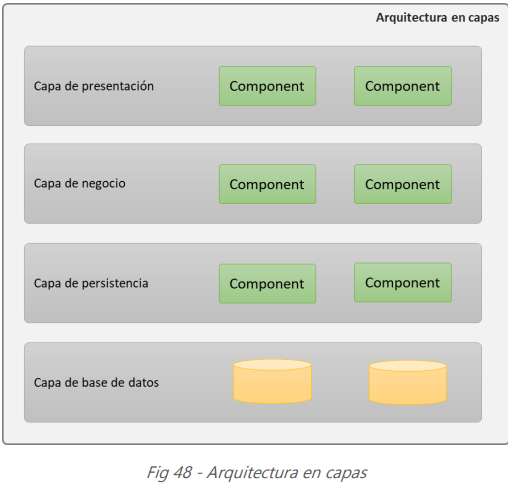 Arquitectura en capas
Capa de presentación Component Component
Capa de negocio Component Component
Capa de persistencia Component Component
Capa de base de datos
Fig 48 - Arquitectura en capas